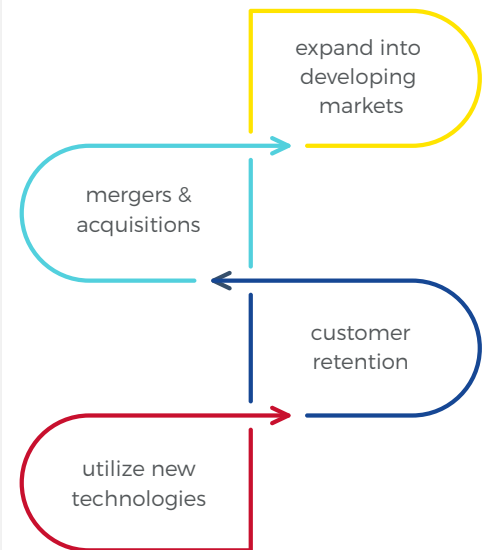 expand into
developing
markets
mergers &
acquisitions
customer
retention
utilize new
technologies